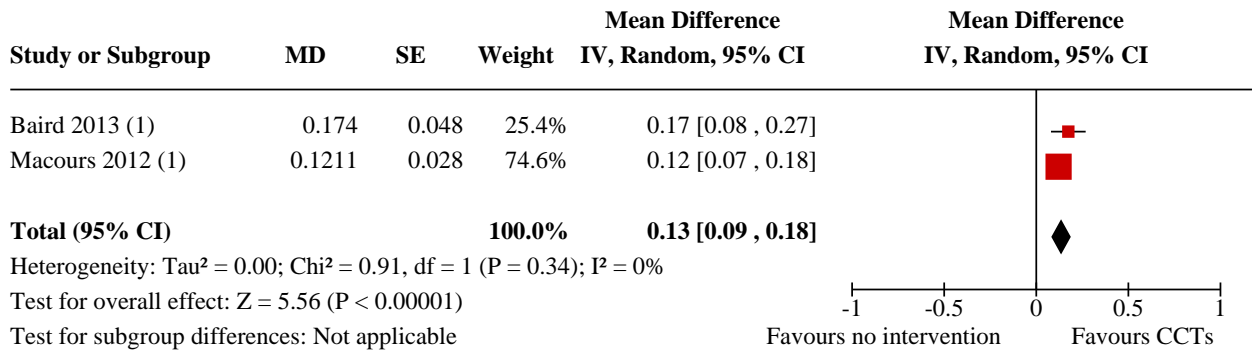 Mean Difference Mean Difference
Study or Subgroup MD SE Weight IV, Random, 95% CI IV, Random, 95% CI
Baird 2013 (1) 0.174 0.048 25.4% 0.17 [0.08 , 0.27]
Macours 2012 (1) 0.1211 0.028 74.6% 0.12 [0.07 , 0.18]
Total (95% CI) 100.0% 0.13 [0.09 , 0.18]
Heterogeneity: Tau² = 0.00; Chi² = 0.91, df = 1 (P = 0.34); I² = 0%
Test for overall effect: Z = 5.56 (P < 0.00001)
Test for subgroup differences: Not applicable
-1 -0.5 0 0.5 1
Favours no intervention Favours CCTs